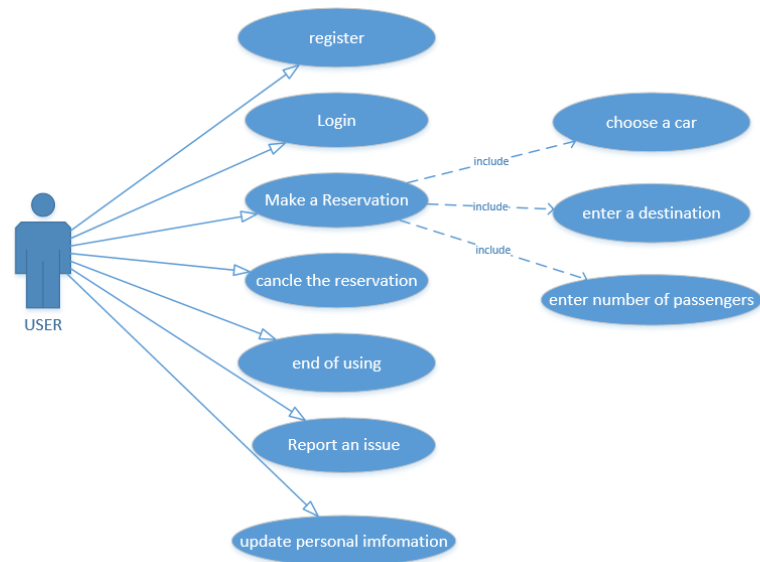 register
Login
choose a car
include
Make a Reservation
include
enter a destination
include
cancle the reservation
enter number of passengers
USER
end of using
Report an issue
update personal imfomation